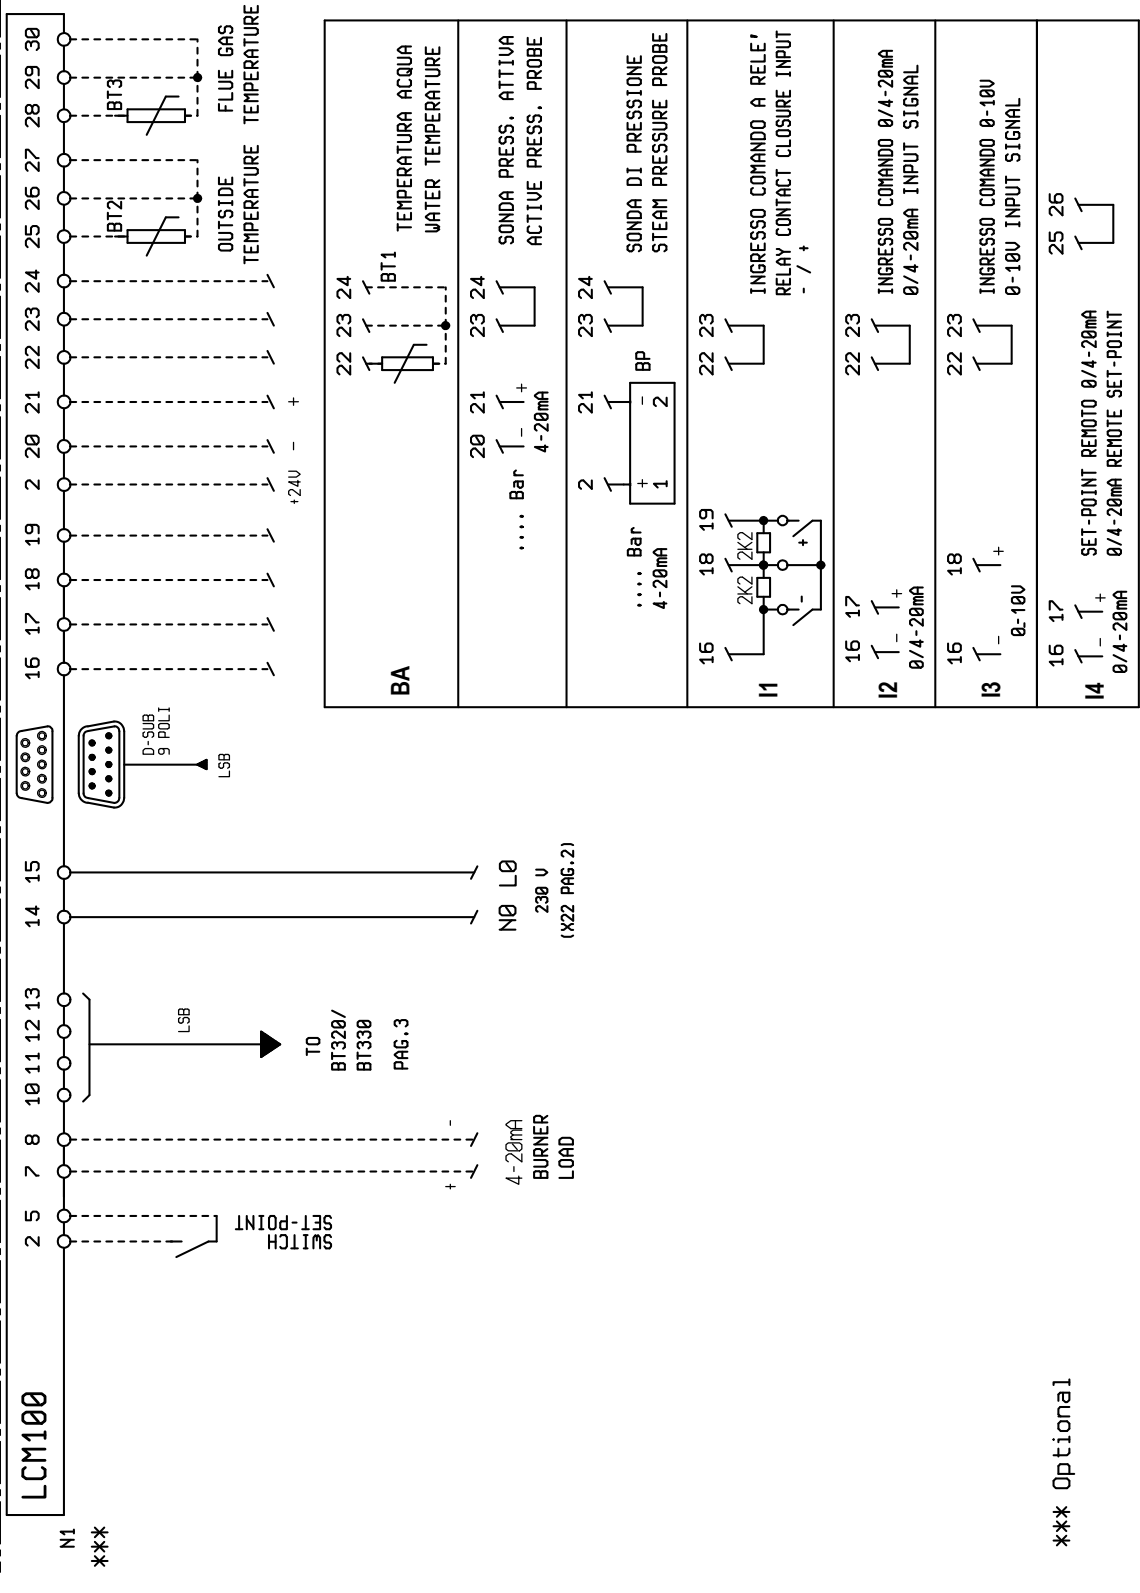 LCM100
N1
***
2 5 7 8 10 11 12 13 14 15 16 17 18 19 2 20 21 22 23 24 25 26 27 28 29 30
SWITCH
SET-POINT
+ -
4-20mA
BURNER
LOAD
LSB
TO
BT320/
BT330
PAG.3
N0 L0
230 V
(X22 PAG.2)
D-SUB
9 POLI
LSB
+24V - +
BT2
OUTSIDE
TEMPERATURE
BT3
FLUE GAS
TEMPERATURE
BA
22 23 24
BT1
TEMPERATURA ACQUA
WATER TEMPERATURE
.... Bar
20 21 23 24
- +
4-20mA
SONDA PRESS. ATTIVA
ACTIVE PRESS. PROBE
.... Bar
4-20mA
2 21 23 24
+ -
1 2
BP
SONDA DI PRESSIONE
STEAM PRESSURE PROBE
I1
16 18 19 22 23
2K2 2K2
- +
INGRESSO COMANDO A RELE'
RELAY CONTACT CLOSURE INPUT
- / +
I2
16 17 22 23
- +
0/4-20mA
INGRESSO COMANDO 0/4-20mA
0/4-20mA INPUT SIGNAL
I3
16 18 22 23
- +
0-10V
INGRESSO COMANDO 0-10V
0-10V INPUT SIGNAL
I4
16 17 25 26
- +
0/4-20mA
SET-POINT REMOTO 0/4-20mA
0/4-20mA REMOTE SET-POINT
*** Optional